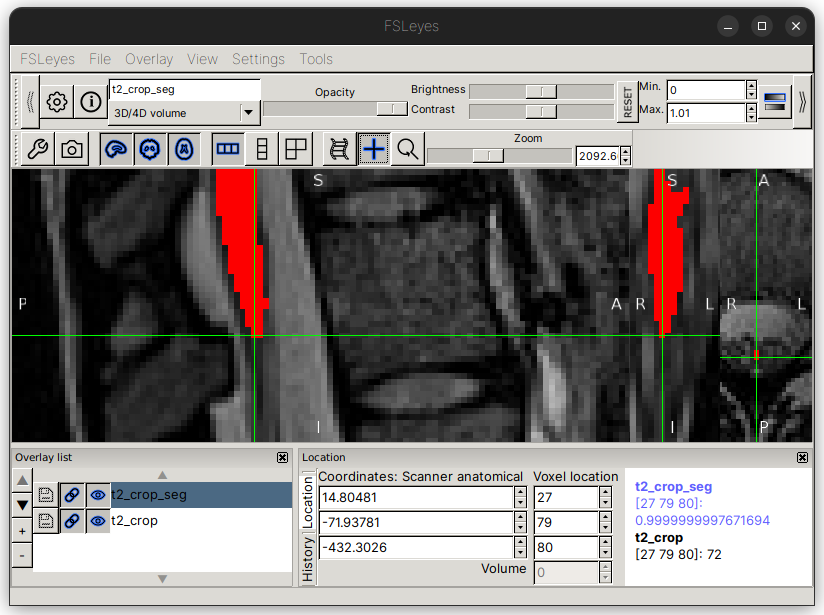 FSLeyes
FSLeyes File Overlay View Settings Tools
t2_crop_seg
3D/4D volume
Opacity
Brightness
Contrast
RESET
Min. 0
Max. 1.01
Zoom
2092.6
S S A
P A R L R L
I I P
Overlay list
t2_crop_seg
t2_crop
+
-
Location
Location
History
Coordinates: Scanner anatomical Voxel location
14.80481 27
-71.93781 79
-432.3026 80
Volume 0
t2_crop_seg
[27 79 80]:
0.9999999997671694
t2_crop
[27 79 80]: 72